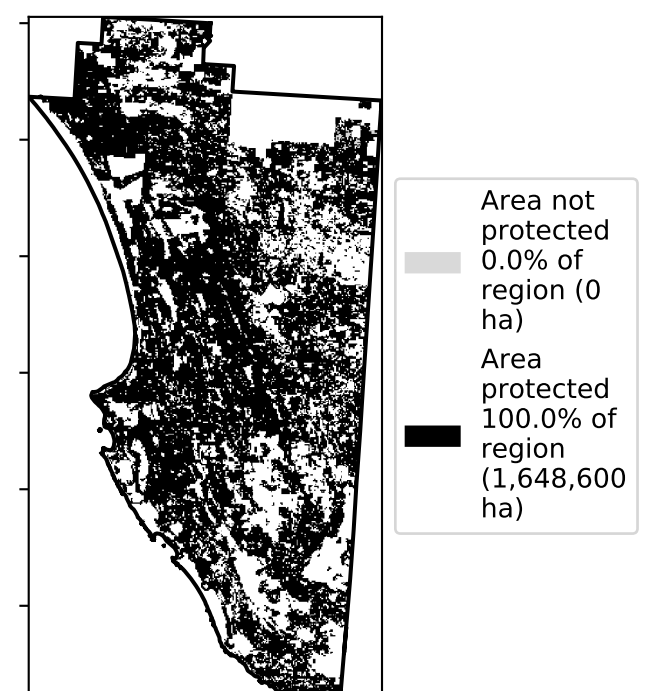 Area not
protected
0.0% of
region (0
ha)
Area
protected
100.0% of
region
(1,648,600
ha)